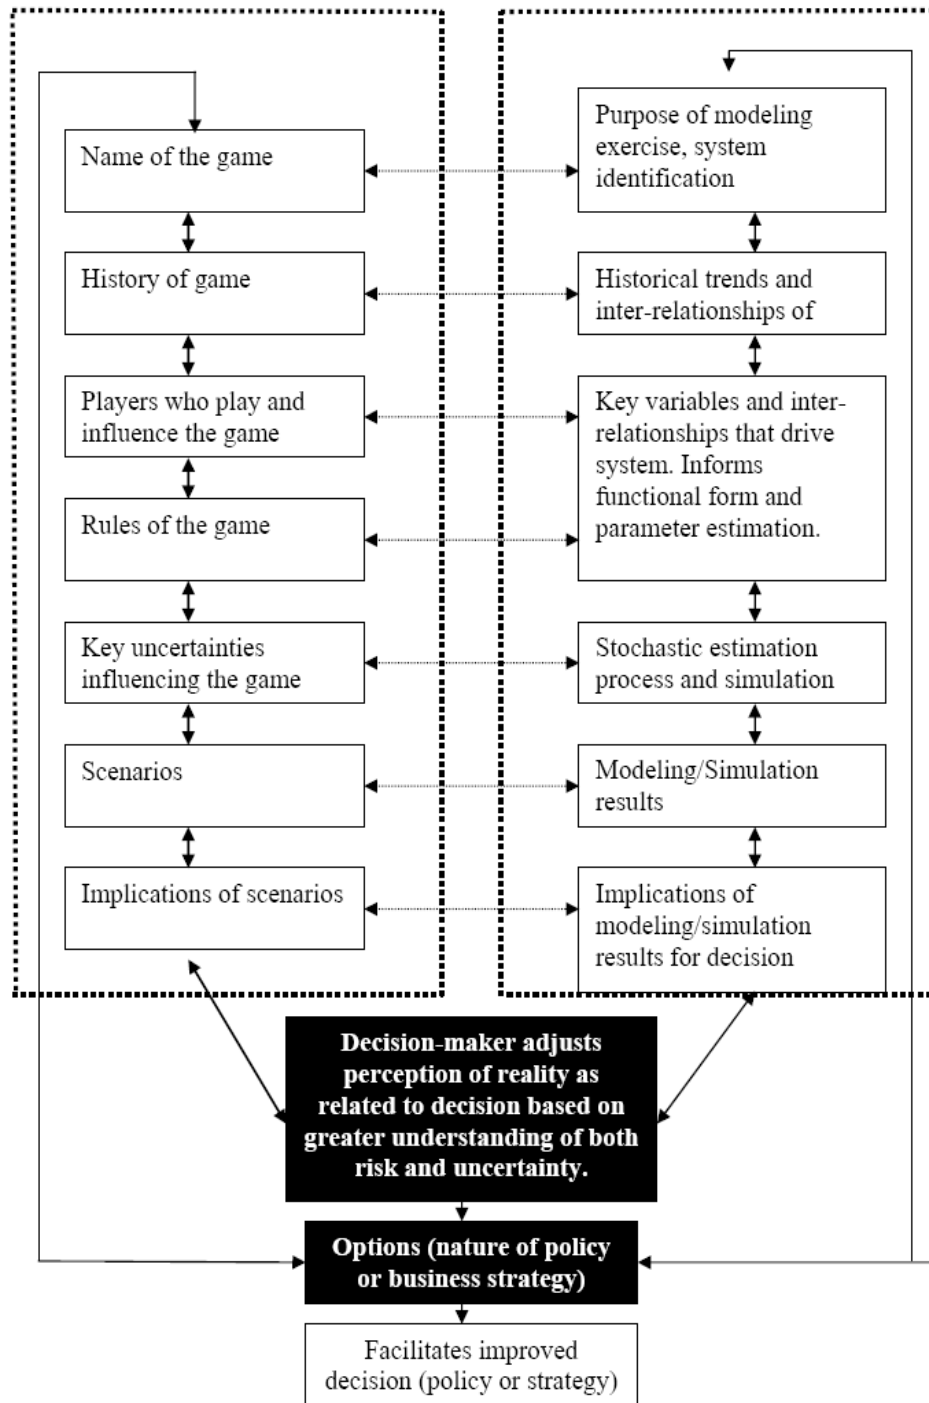 Name of the game
History of game
Players who play and
influence the game
Rules of the game
Key uncertainties
influencing the game
Scenarios
Implications of scenarios
Purpose of modeling
exercise, system
identification
Historical trends and
inter-relationships of
Key variables and inter-
relationships that drive
system. Informs
functional form and
parameter estimation.
Stochastic estimation
process and simulation
Modeling/Simulation
results
Implications of
modeling/simulation
results for decision
Decision-maker adjusts
perception of reality as
related to decision based on
greater understanding of both
risk and uncertainty.
Options (nature of policy
or business strategy)
Facilitates improved
decision (policy or strategy)